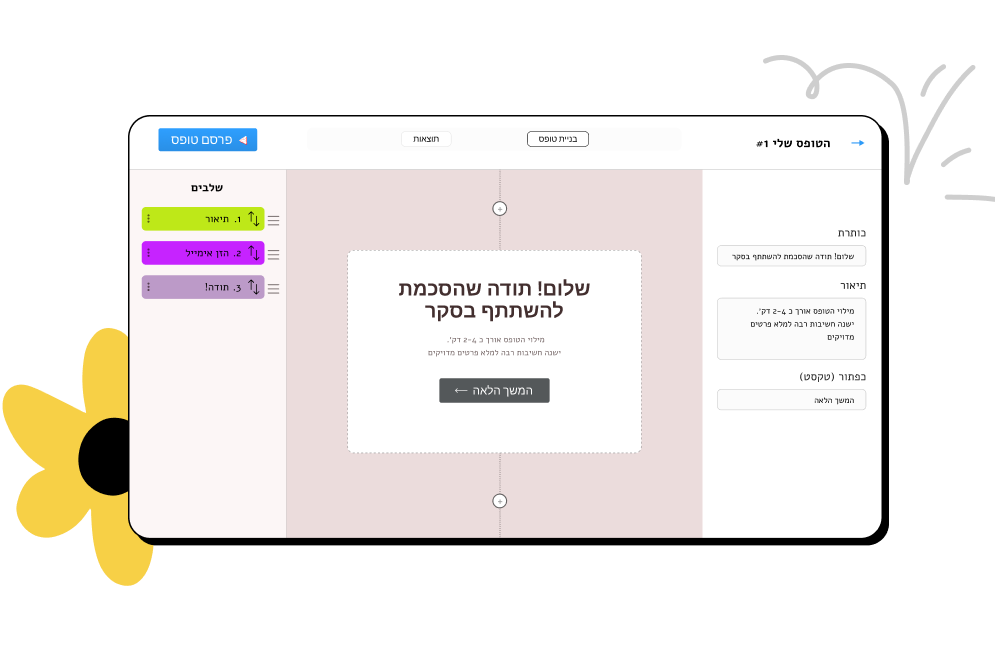 הטופס שלי #1
בניית טופס
תוצאות
פרסם טופס
כותרת
שלום! תודה שהסכמת להשתתף בסקר
תיאור
מילוי הטופס אורך כ 2-4 דק'.
ישנה חשיבות רבה למלא פרטים
מדויקים
כפתור (טקסט)
המשך הלאה
שלום! תודה שהסכמת
להשתתף בסקר
מילוי הטופס אורך כ 2-4 דק'.
ישנה חשיבות רבה למלא פרטים מדויקים
המשך הלאה ⟵
שלבים
1. תיאור
2. הזן אימייל
3. תודה!